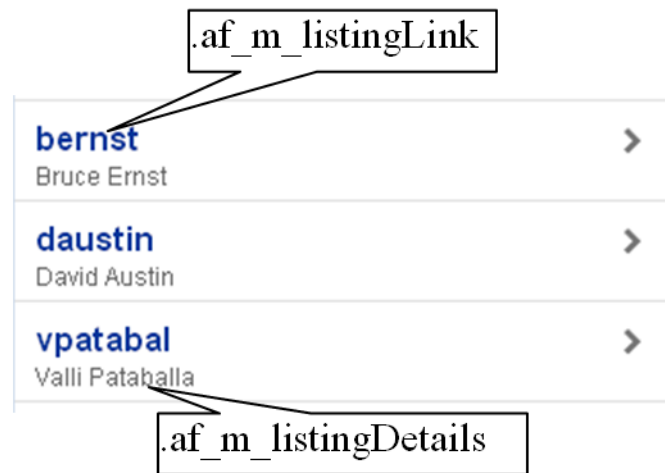 .af_m_listingLink
bernst
Bruce Ernst
daustin
David Austin
vpatabal
Valli Pataballa
.af_m_listingDetails